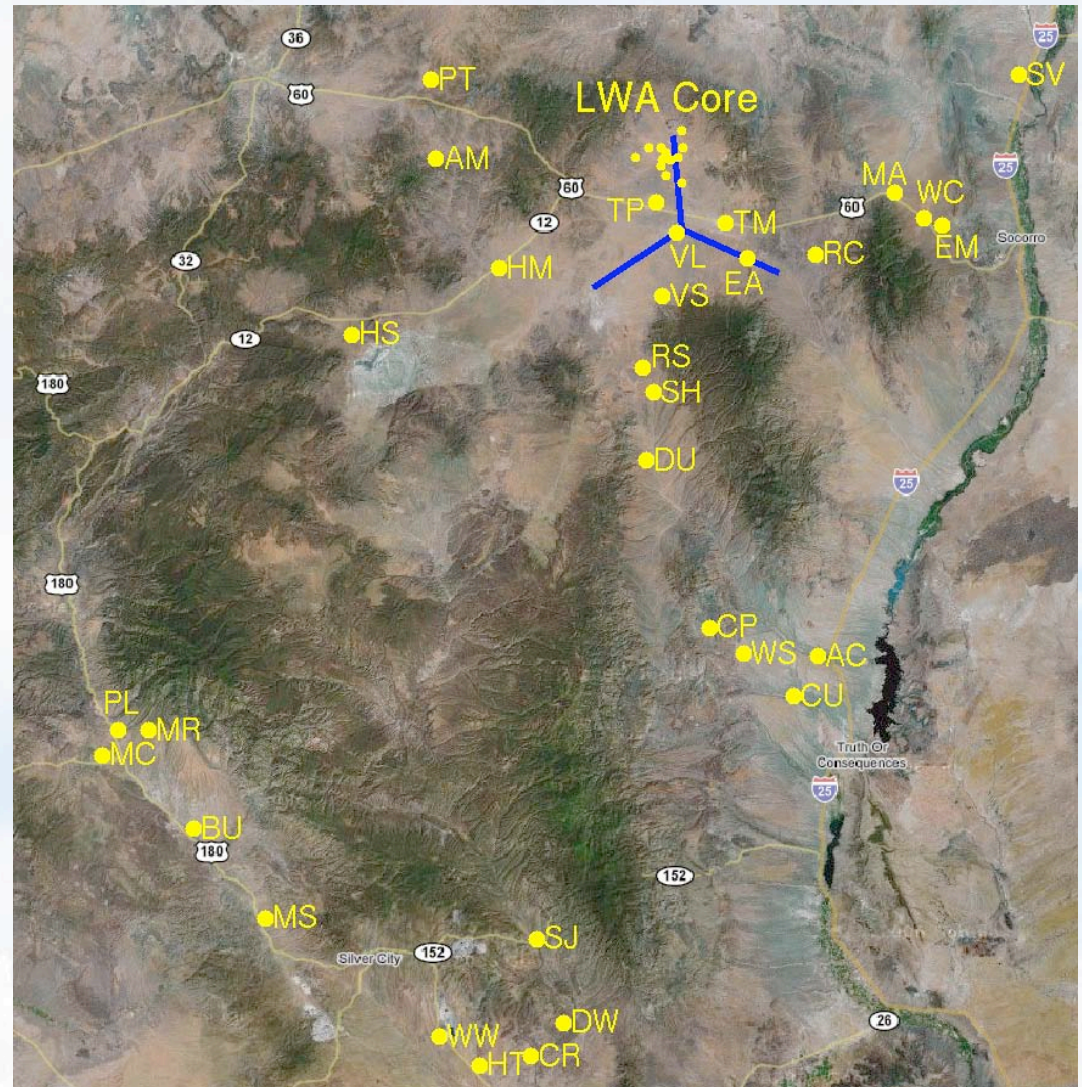 36
25
PT
SV
60
LWA Core
AM
25
60
MA
WC
TP
60
12
TM
EM
Socorro
32
RC
HM
VL
EA
VS
HS
12
RS
180
SH
DU
25
180
CP
WS
AC
CU
PL
MR
MC
Truth Or
Consequences
25
BU
180
152
MS
SJ
Silver City
152
DW
26
WW
CR
HT